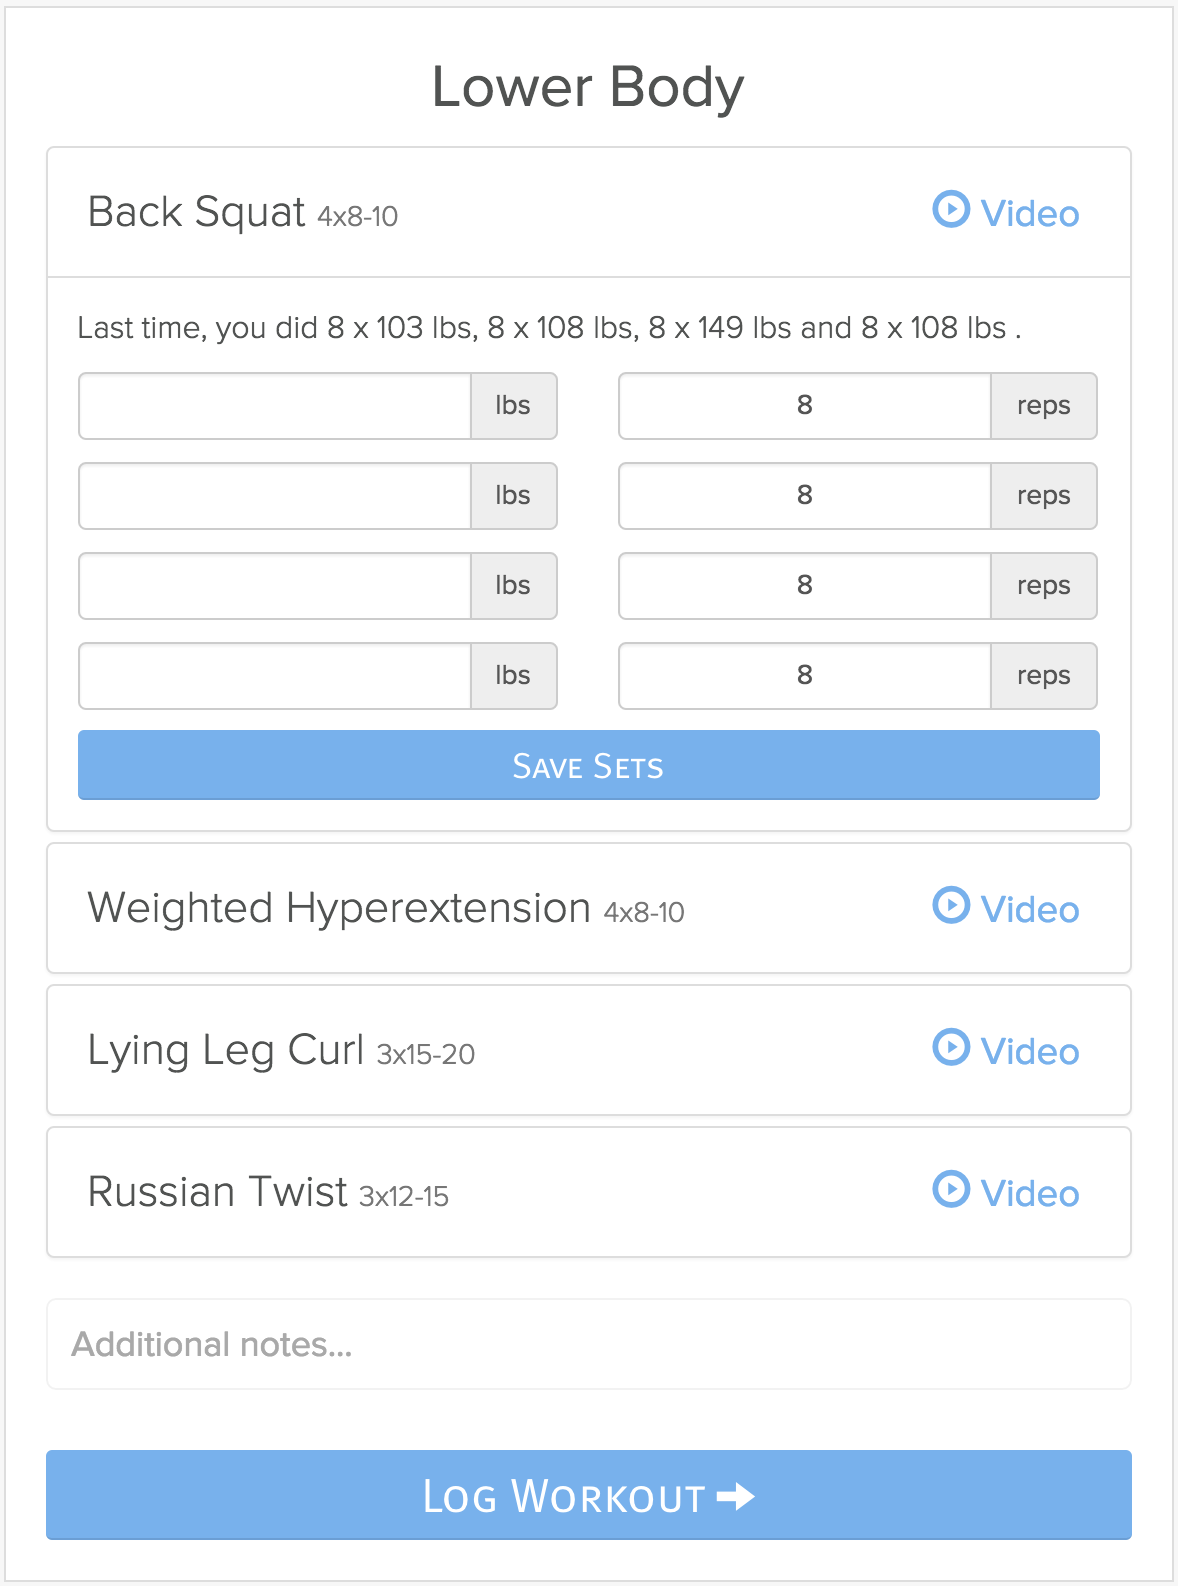 Lower Body
Back Squat 4x8-10 Video
Last time, you did 8 x 103 lbs, 8 x 108 lbs, 8 x 149 lbs and 8 x 108 lbs .
lbs 8 reps
lbs 8 reps
lbs 8 reps
lbs 8 reps
Save Sets
Weighted Hyperextension 4x8-10 Video
Lying Leg Curl 3x15-20 Video
Russian Twist 3x12-15 Video
Additional notes...
Log Workout